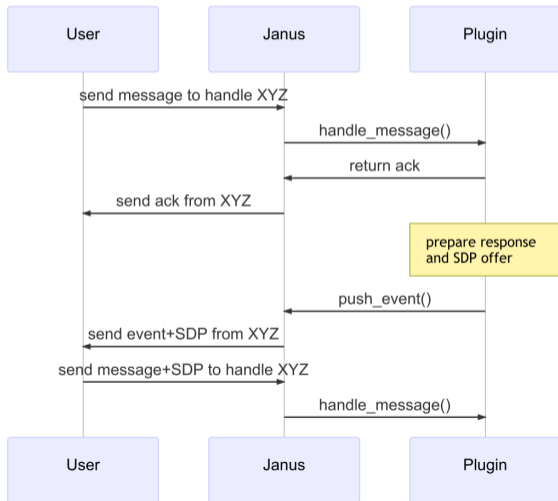 User
Janus
Plugin
send message to handle XYZ
handle_message()
return ack
send ack from XYZ
prepare response
and SDP offer
push_event()
send event+SDP from XYZ
send message+SDP to handle XYZ
handle_message()
User
Janus
Plugin